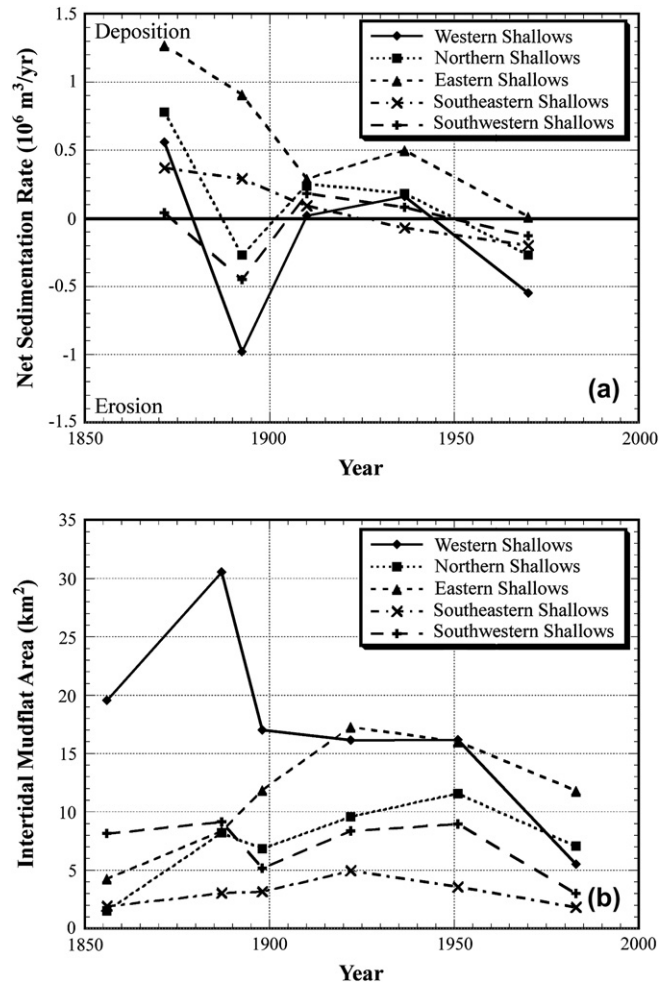 1.5
Deposition
Western Shallows
Northern Shallows
Eastern Shallows
Southeastern Shallows
Southwestern Shallows
1
0.5
0
-0.5
-1
-1.5
Net Sedimentation Rate (10⁶ m³/yr)
Erosion
(a)
1850
1900
1950
2000
Year
35
Western Shallows
Northern Shallows
Eastern Shallows
Southeastern Shallows
Southwestern Shallows
30
25
20
15
10
5
0
Intertidal Mudflat Area (km²)
(b)
1850
1900
1950
2000
Year